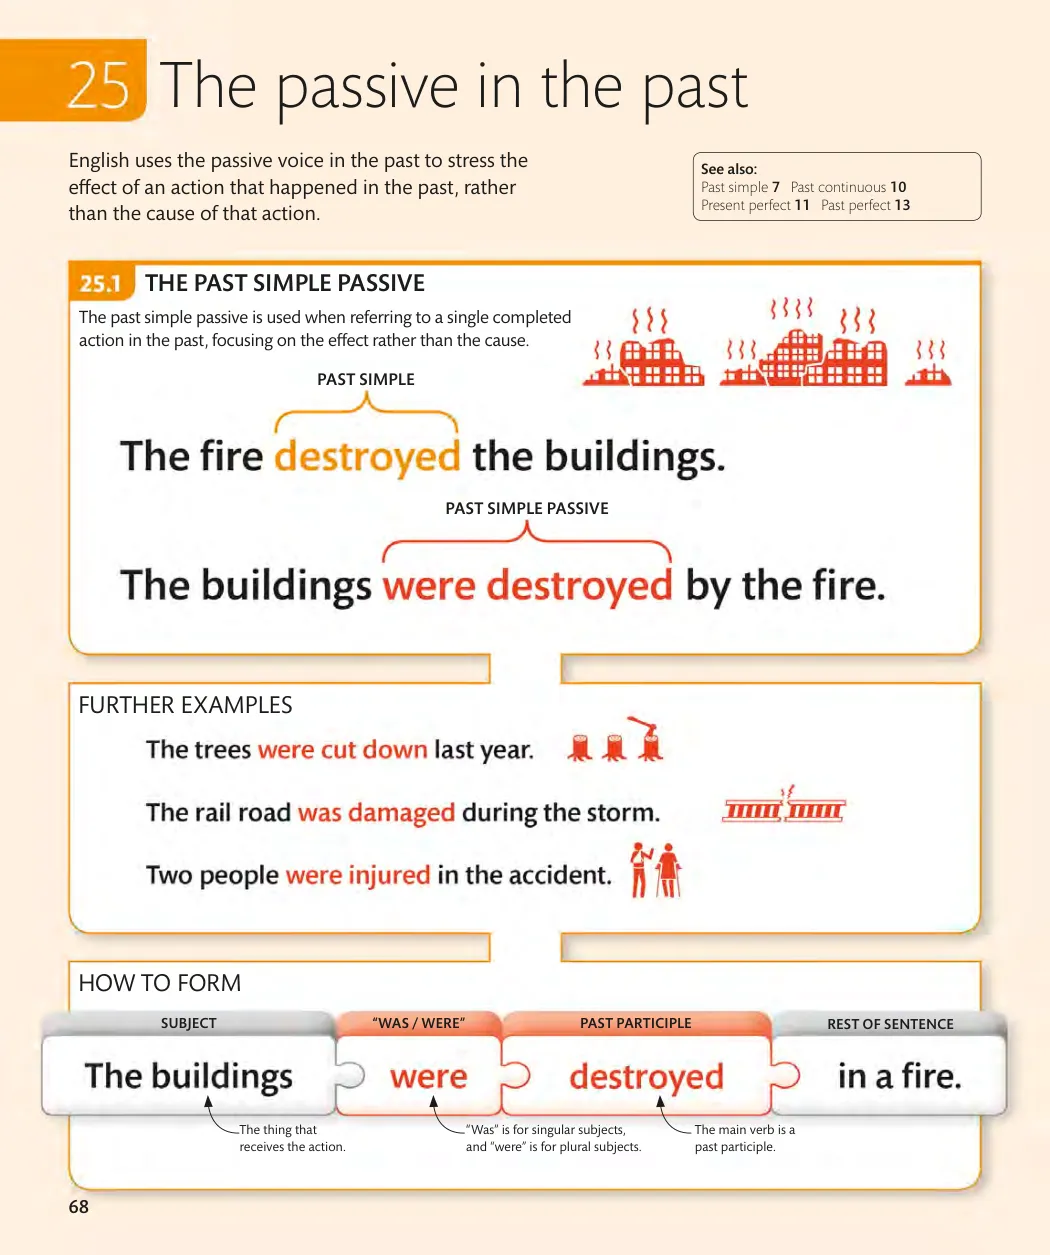 25 The passive in the past
English uses the passive voice in the past to stress the
effect of an action that happened in the past, rather
than the cause of that action.
See also:
Past simple 7 Past continuous 10
Present perfect 11 Past perfect 13
25.1 THE PAST SIMPLE PASSIVE
The past simple passive is used when referring to a single completed
action in the past, focusing on the effect rather than the cause.
PAST SIMPLE
The fire destroyed the buildings.
PAST SIMPLE PASSIVE
The buildings were destroyed by the fire.
FURTHER EXAMPLES
The trees were cut down last year.
The rail road was damaged during the storm.
Two people were injured in the accident.
HOW TO FORM
SUBJECT "WAS / WERE" PAST PARTICIPLE REST OF SENTENCE
The buildings were destroyed in a fire.
The thing that
receives the action.
"Was" is for singular subjects,
and "were" is for plural subjects.
The main verb is a
past participle.
68